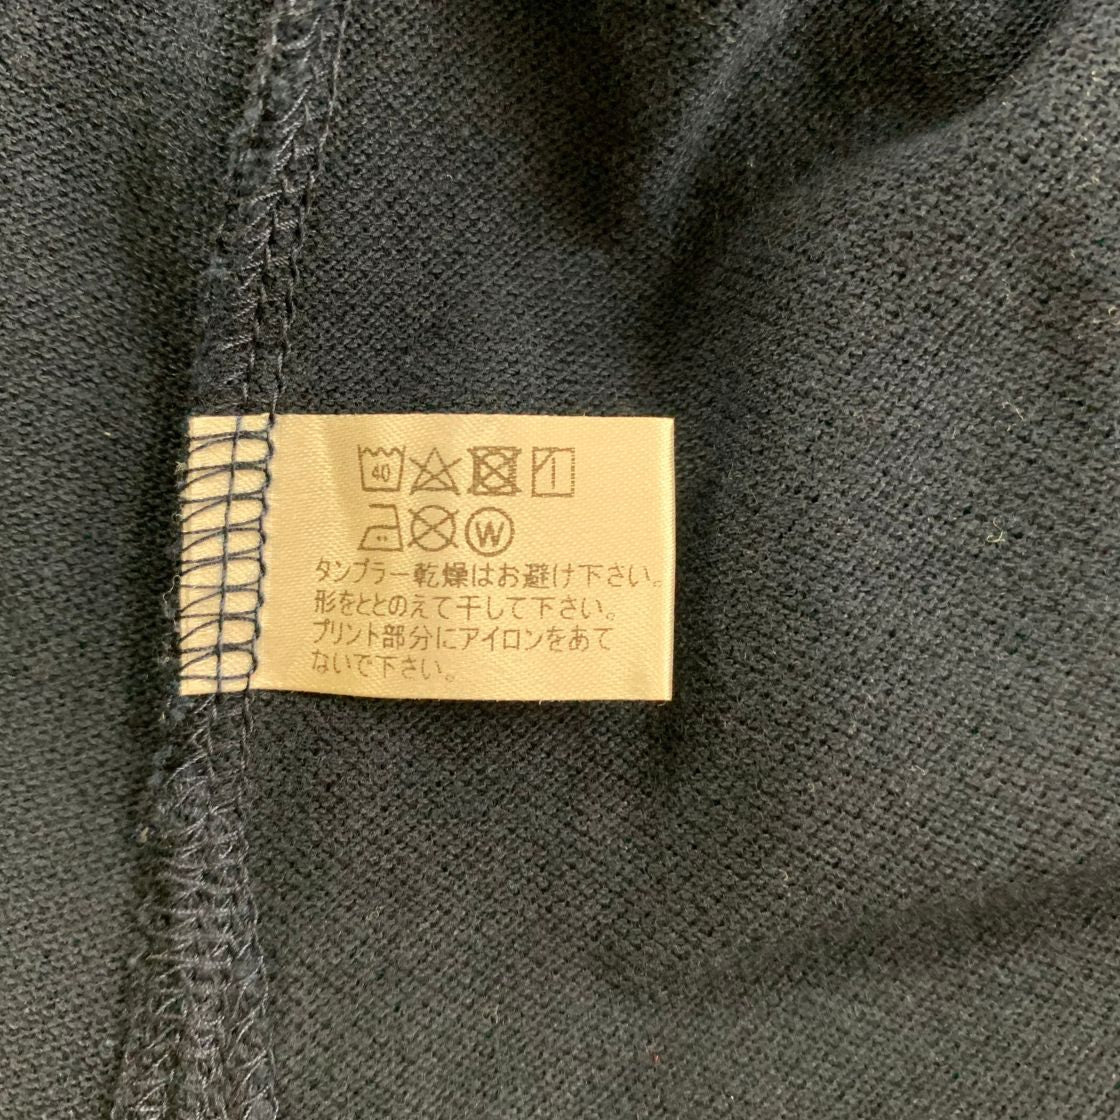 40
W
タンブラー乾燥はお避け下さい。
形をととのえて干して下さい。
プリント部分にアイロンをあて
ないで下さい。